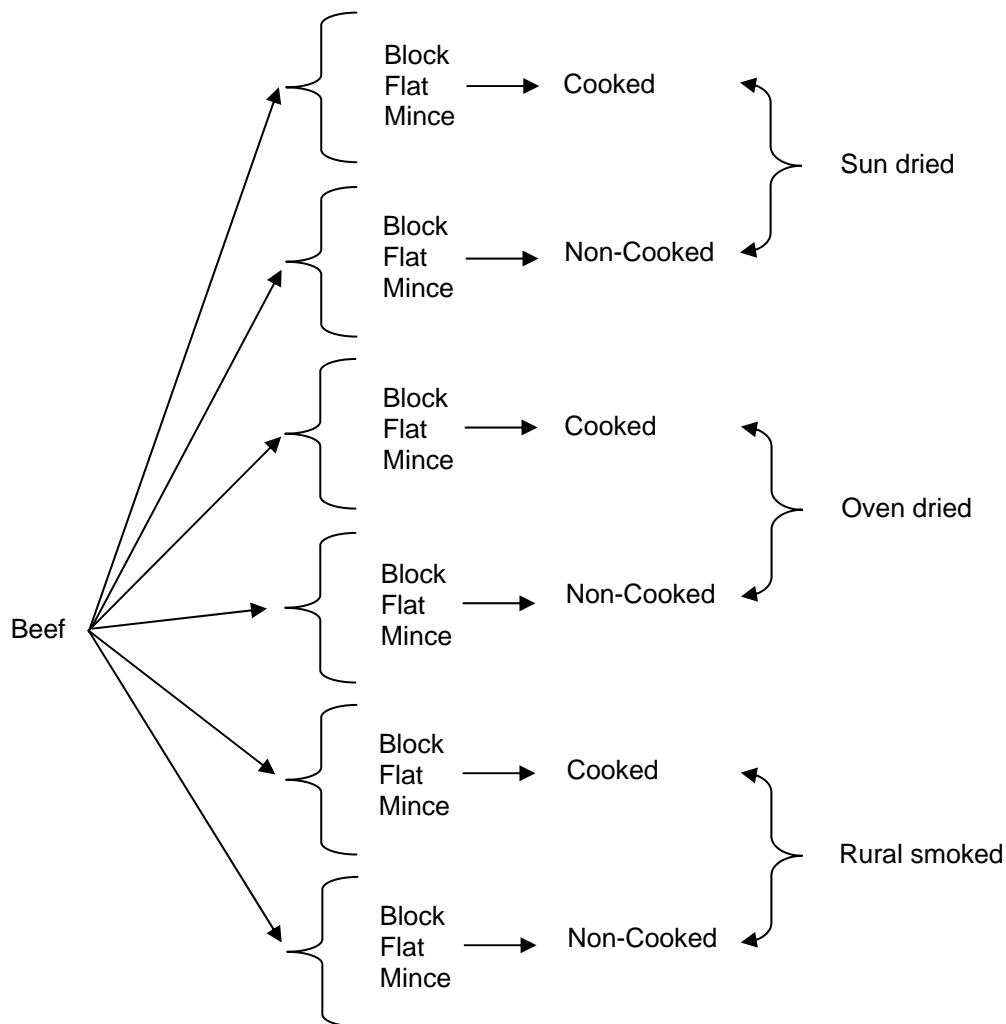 Block
Flat
Mince
Cooked
Sun dried
Block
Flat
Mince
Non-Cooked
Block
Flat
Mince
Cooked
Oven dried
Block
Flat
Mince
Non-Cooked
Beef
Block
Flat
Mince
Cooked
Rural smoked
Block
Flat
Mince
Non-Cooked